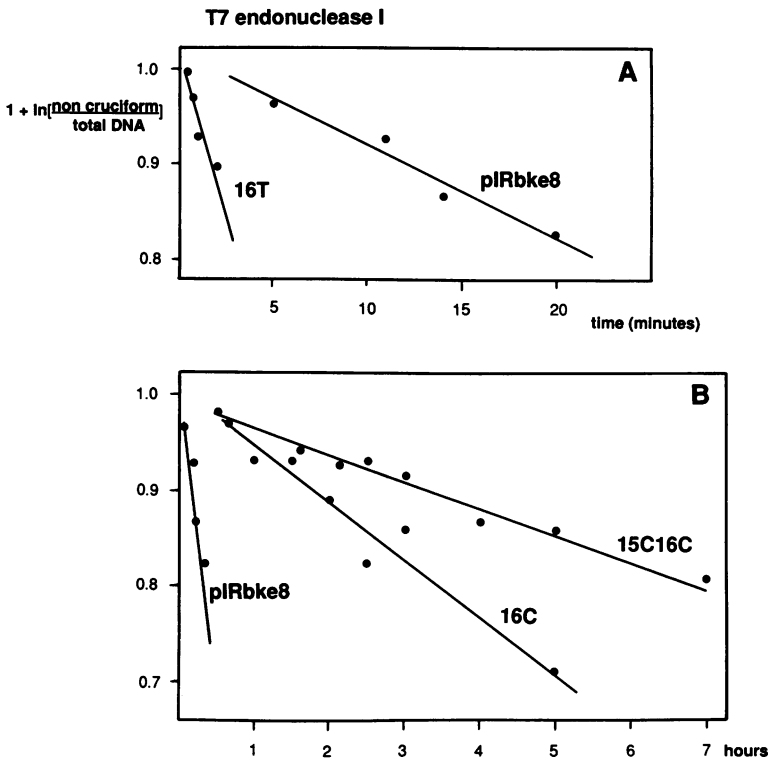 T7 endonuclease I
A
1.0
1 + ln[non cruciform]
total DNA
0.9
16T
pIRbke8
0.8
5 10 15 20
time (minutes)
B
1.0
0.9
0.8
0.7
15C16C
pIRbke8
16C
1 2 3 4 5 6 7 hours